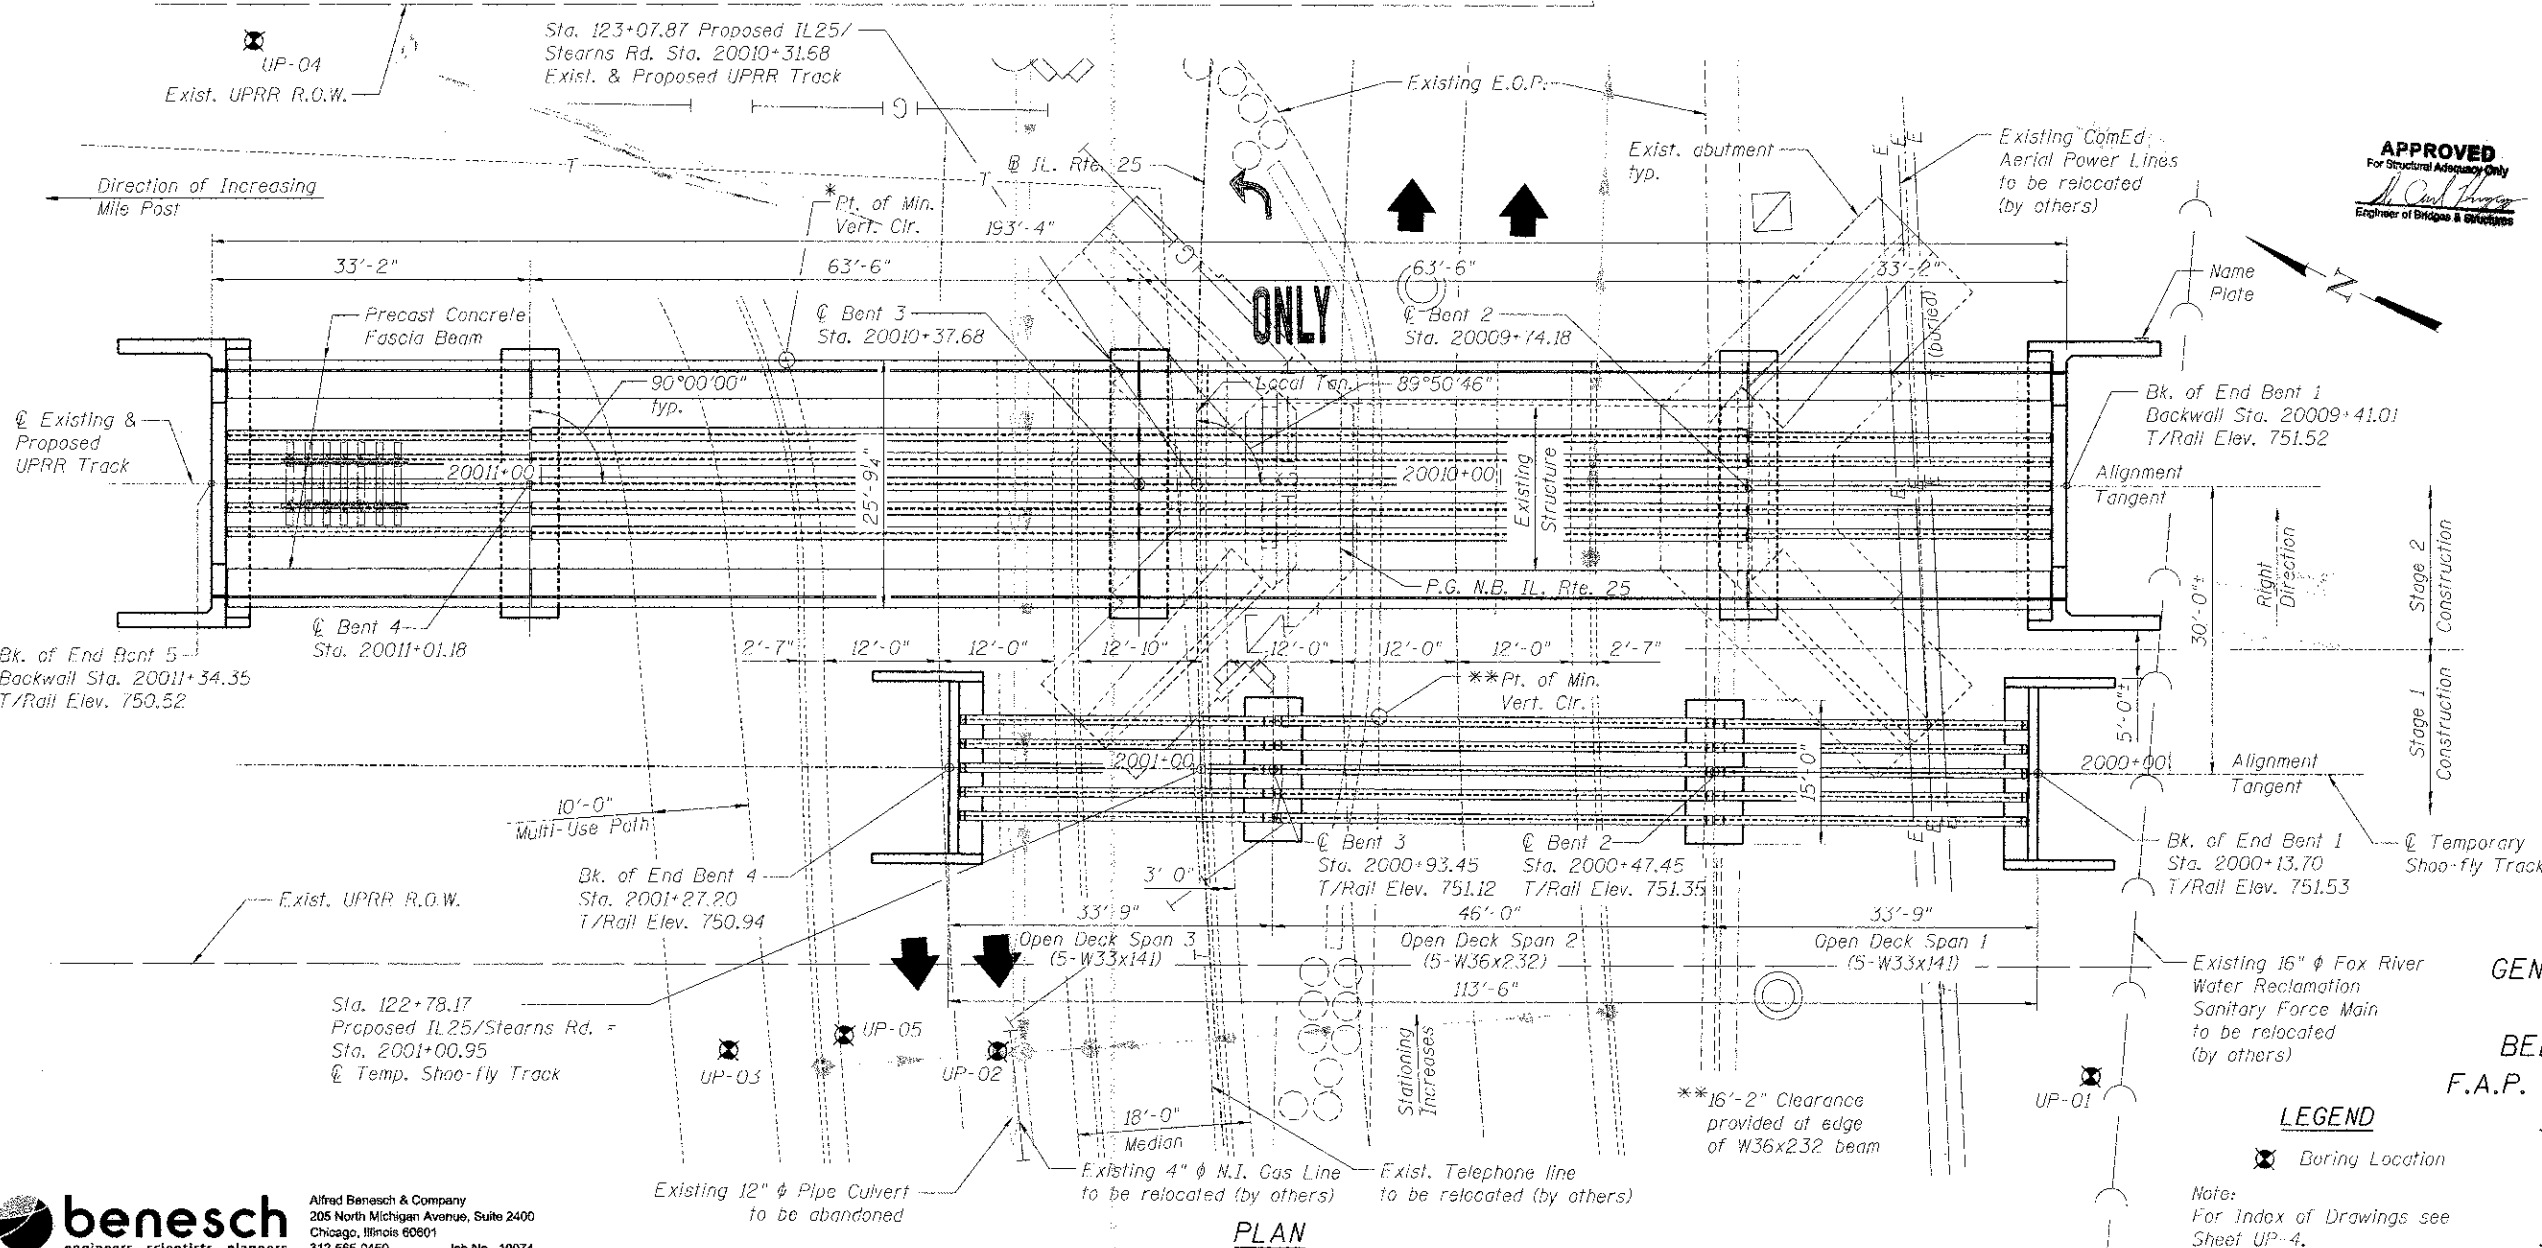 Sta. 123+07.87 Proposed IL25/
Stearns Rd. Sta. 20010+31.68
Exist. & Proposed UPRR Track
UP-04
Exist. UPRR R.O.W.
G
Existing E.O.P.
T
T
℄ IL. Rte. 25
Exist. abutment
typ.
E
E
E
Existing ComEd
Aerial Power Lines
to be relocated
(by others)
APPROVED
For Structural Adequacy Only
Engineer of Bridges & Structures
Direction of Increasing
Mile Post
*Pt. of Min.
Vert. Clr.
193'-4"
G
33'-2"
63'-6"
63'-6"
33'-2"
N
Name
Plate
Precast Concrete
Fascia Beam
℄ Bent 3
Sta. 20010+37.68
ONLY
℄ Bent 2
Sta. 20009+74.18
T (buried)
90°00'00"
typ.
Local Tan.
89°50'46"
Bk. of End Bent 1
Backwall Sta. 20009+41.01
T/Rail Elev. 751.52
℄ Existing &
Proposed
UPRR Track
20011+00
25'-9¼"
20010+00
Existing
Structure
Alignment
Tangent
P.G. N.B. IL. Rte. 25
30'-0"±
Right
Direction
Stage 2
Construction
℄ Bent 4
Sta. 20011+01.18
Bk. of End Bent 5
Backwall Sta. 20011+34.35
T/Rail Elev. 750.52
2'-7"
12'-0"
12'-0"
12'-10"
12'-0"
12'-0"
12'-0"
2'-7"
**Pt. of Min.
Vert. Clr.
5'-0"±
Stage 1
Construction
2001+00
15'-0"
2000+00
Alignment
Tangent
10'-0"
Multi-Use Path
℄ Bent 3
Sta. 2000+93.45
T/Rail Elev. 751.12
℄ Bent 2
Sta. 2000+47.45
T/Rail Elev. 751.35
E
Bk. of End Bent 1
Sta. 2000+13.70
T/Rail Elev. 751.53
℄ Temporary
Shoo-fly Track
Bk. of End Bent 4
Sta. 2001+27.20
T/Rail Elev. 750.94
3' 0"
Exist. UPRR R.O.W.
33'-9"
46'-0"
33'-9"
Open Deck Span 3
(5-W33x141)
Open Deck Span 2
(5-W36x232)
Open Deck Span 1
(5-W33x141)
113'-6"
Existing 16" ϕ Fox River
Water Reclamation
Sanitary Force Main
to be relocated
(by others)
GEN
BEL
F.A.P.
Sta. 122+78.17
Proposed IL25/Stearns Rd. =
Sta. 2001+00.95
℄ Temp. Shoo-fly Track
UP-03
UP-05
UP-02
Stationing
Increases
**16'-2" Clearance
provided at edge
of W36x232 beam
UP-01
18'-0"
Median
LEGEND
Boring Location
Existing 12" ϕ Pipe Culvert
to be abandoned
Existing 4" ϕ N.I. Gas Line
to be relocated (by others)
Exist. Telephone line
to be relocated (by others)
Note:
For Index of Drawings see
Sheet UP-4.
PLAN
benesch
engineers scientists planners
Alfred Benesch & Company
205 North Michigan Avenue, Suite 2400
Chicago, Illinois 60601
312-565-0450 Job No. 10074